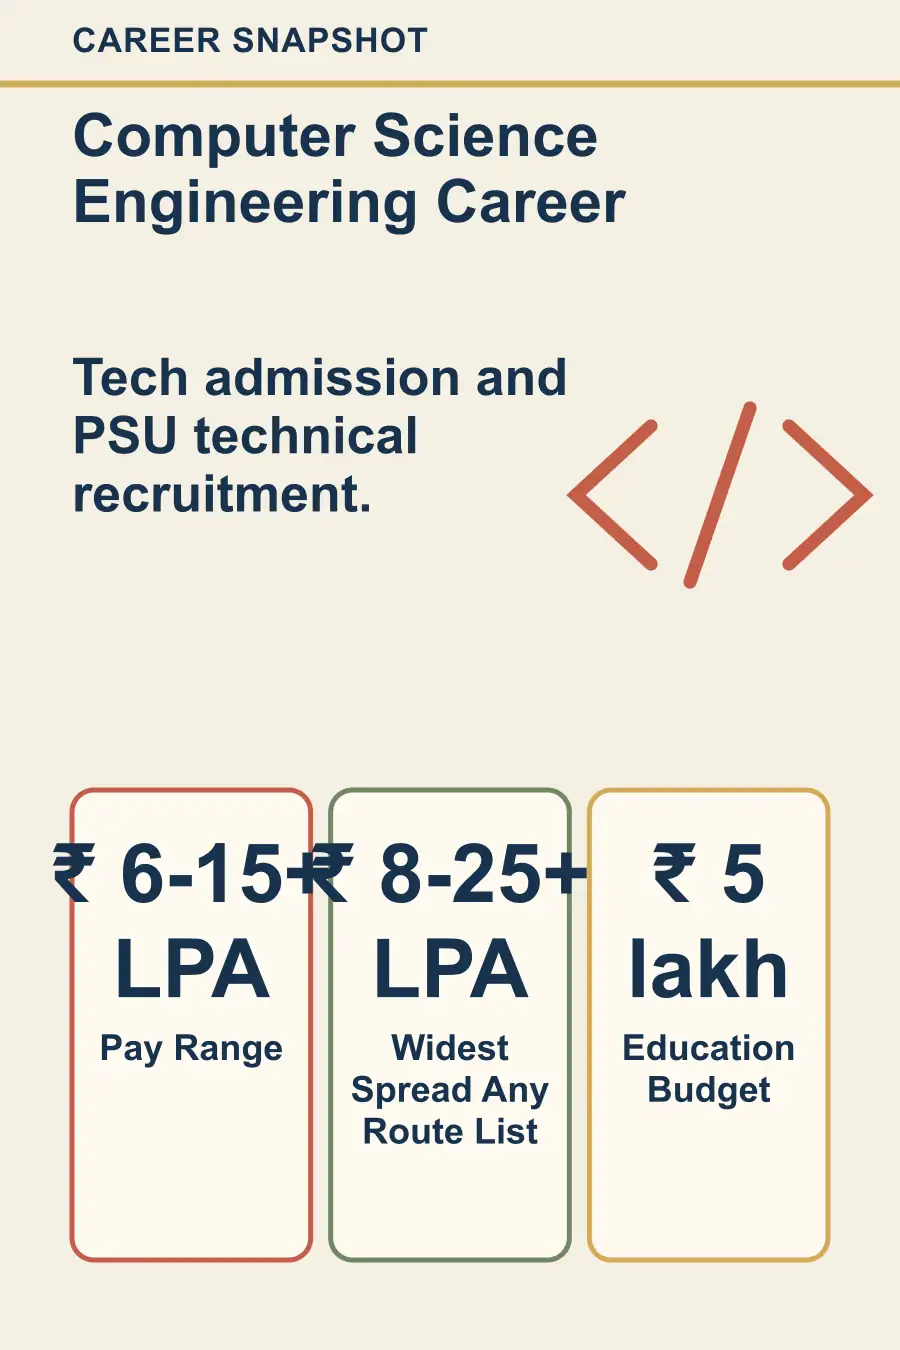 CAREER SNAPSHOT
Computer Science
Engineering Career
Tech admission and
PSU technical
recruitment.
</>
₹ 6-15+
LPA
Pay Range
₹ 8-25+
LPA
Widest
Spread Any
Route List
₹ 5
lakh
Education
Budget